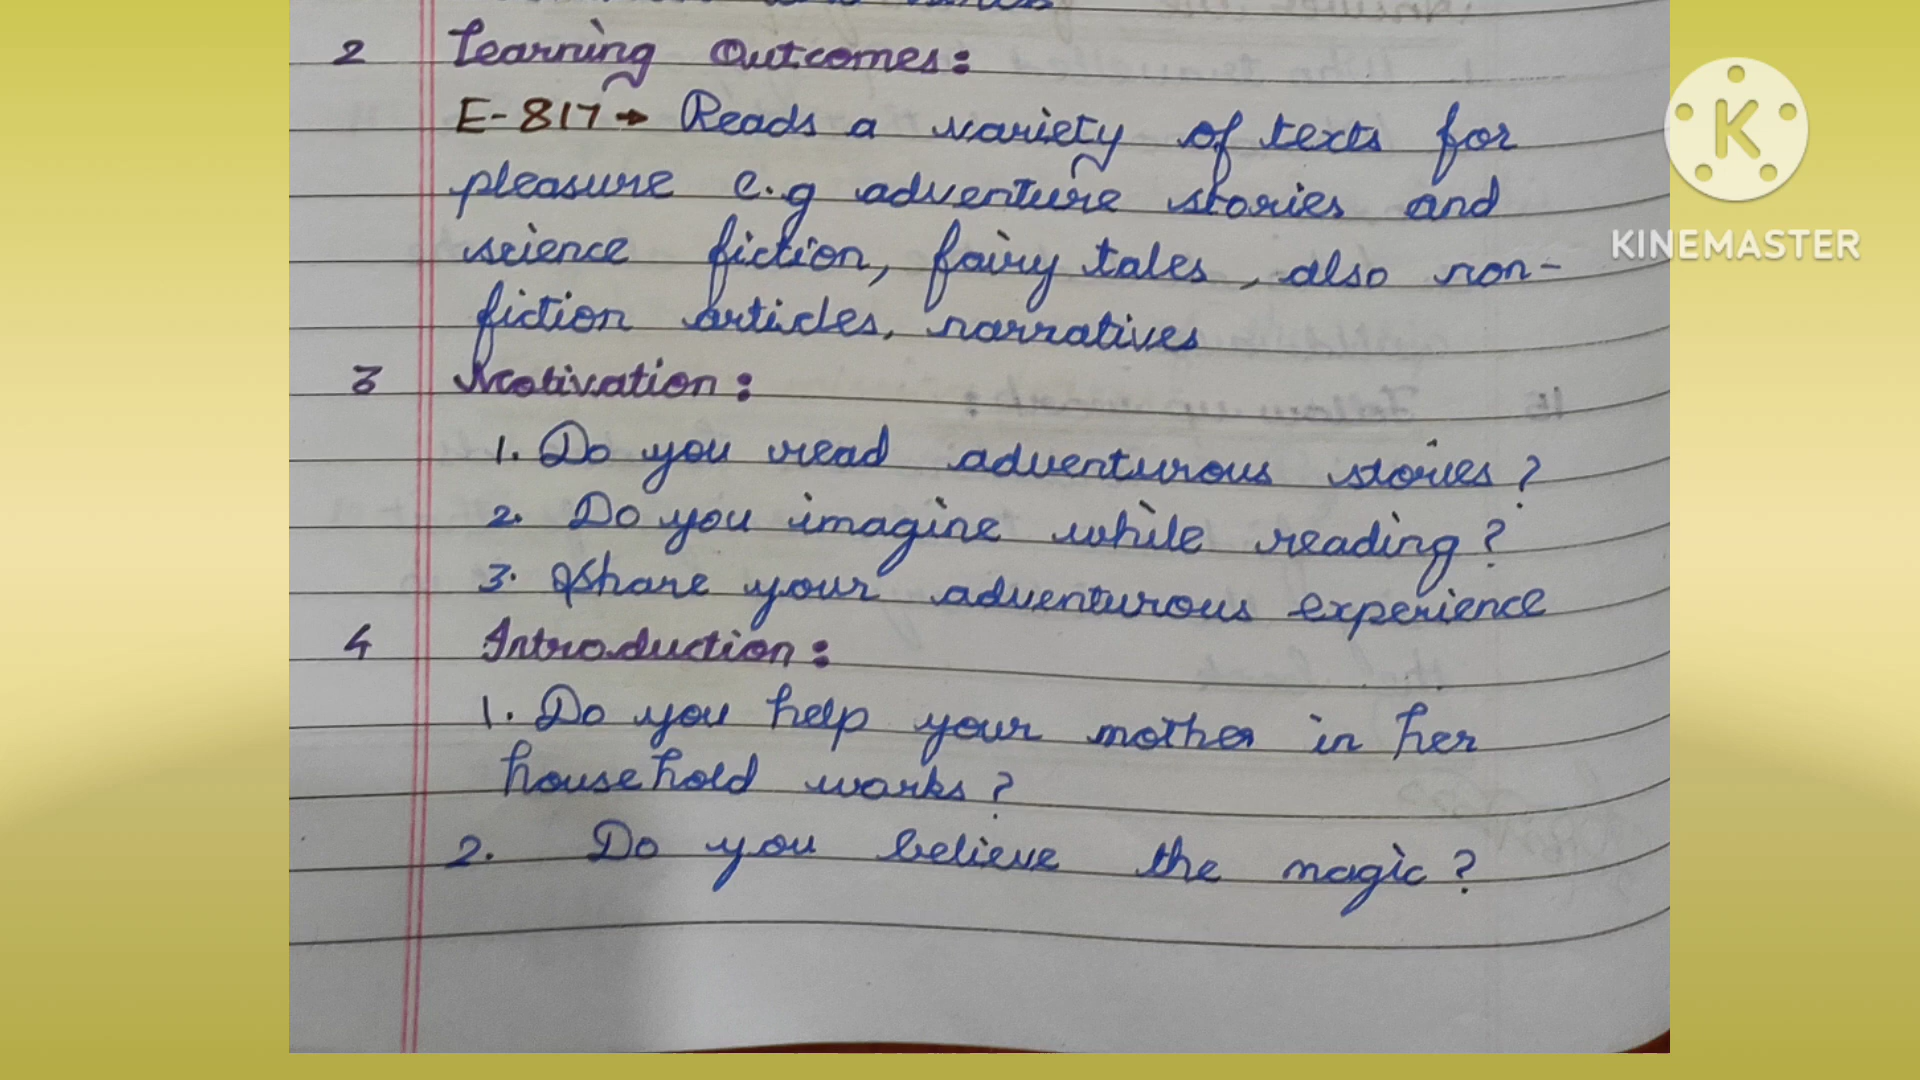 2 Learning Outcomes:
E-817→ Reads a variety of texts for
pleasure e.g adventure stories and
science fiction, fairy tales, also non-
fiction articles, narratives
3 Motivation:
1. Do you read adventurous stories?
2. Do you imagine while reading?
3. Share your adventurous experience
4 Introduction:
1. Do you help your mother in her
household works?
2. Do you believe the magic?
K
KINEMASTER